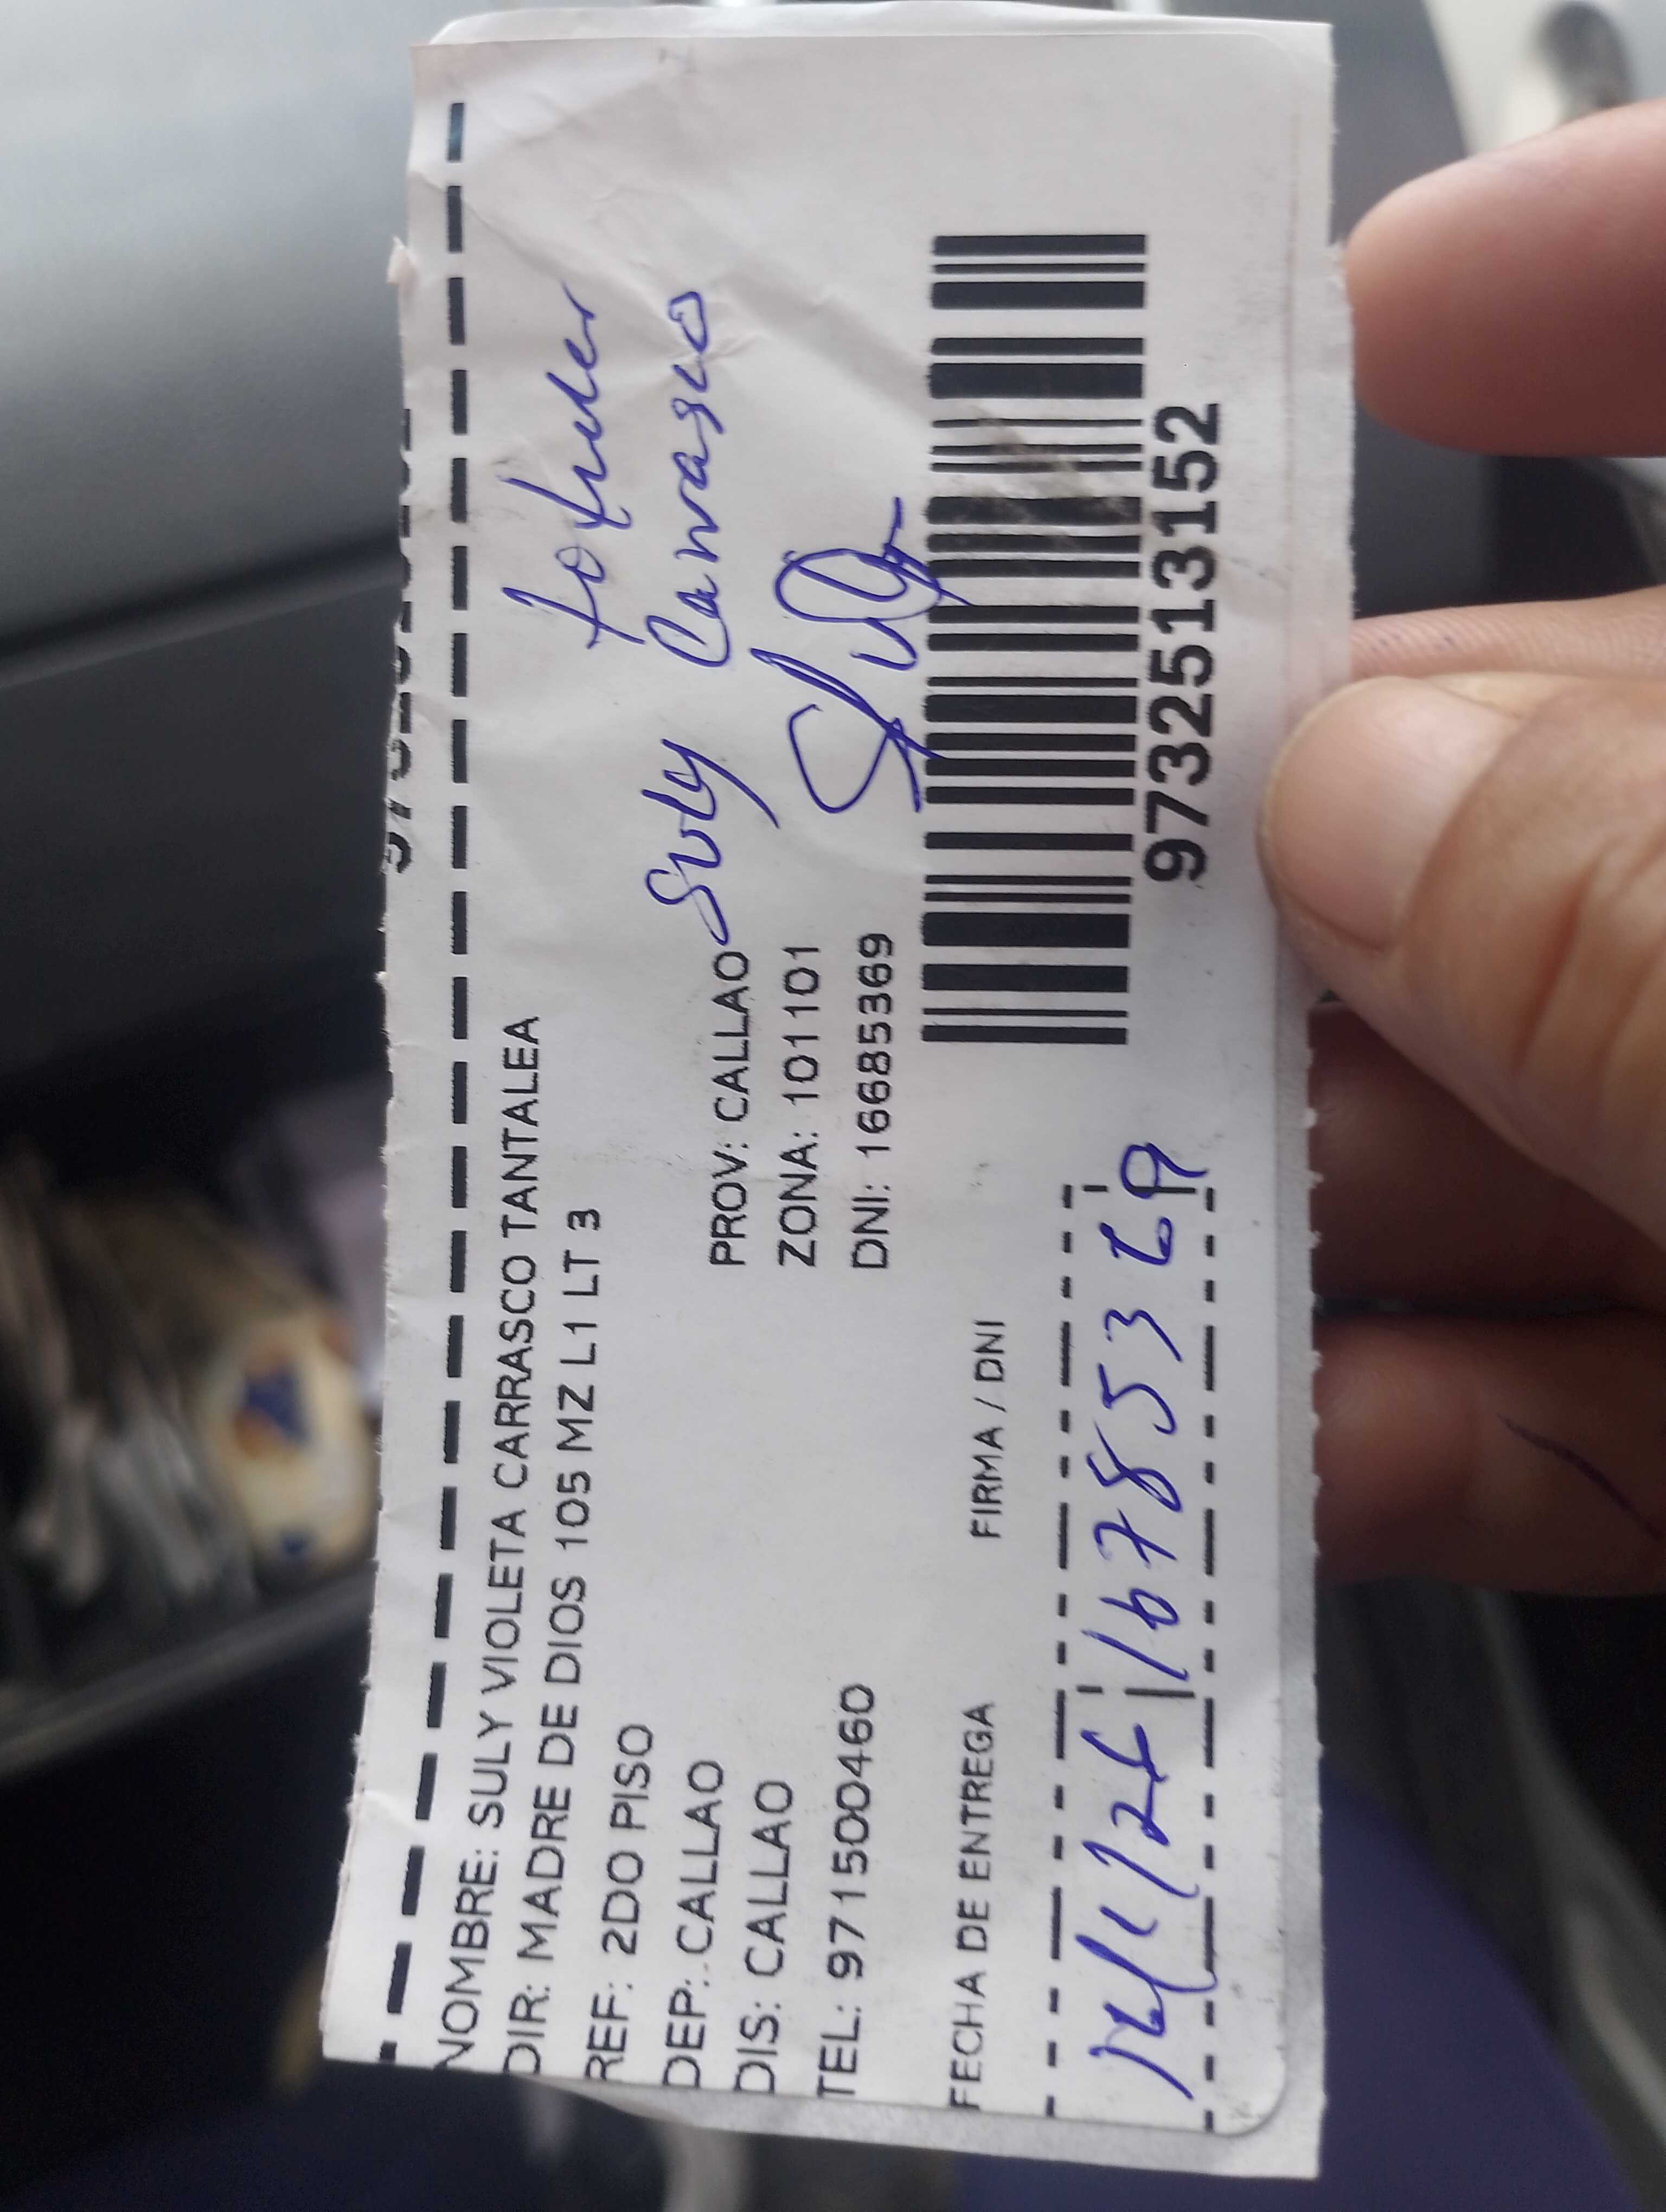 NOMBRE: SULY VIOLETA CARRASCO TANTALEA
DIR: MADRE DE DIOS 105 MZ L1 LT 3
REF: 2DO PISO
DEP: CALLAO
PROV: CALLAO
Suly Carrasco
DIS: CALLAO
ZONA: 101101
TEL: 971500460
DNI: 16685369
FECHA DE ENTREGA
FIRMA / DNI
9732513152